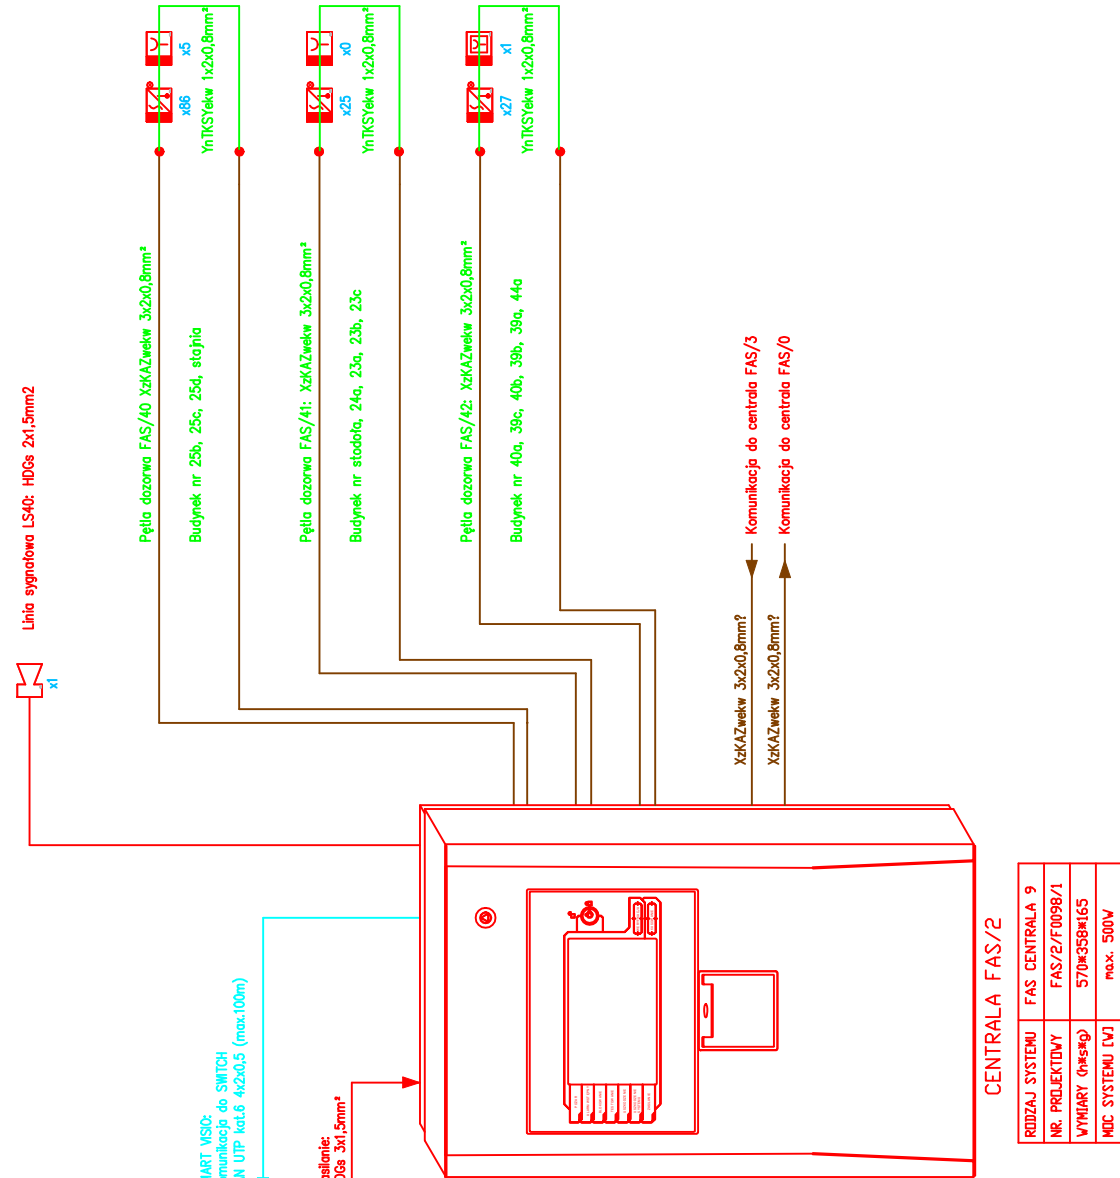 Linia sygnałowa LS40: HDGs 2x1,5mm2
x1
Pętla dozorwa FAS/40 XzKAZwekw 3x2x0,8mm²
Budynek nr 25b, 25c, 25d, stajnia
x5
x86
YnTKSYekw 1x2x0,8mm²
Pętla dozorwa FAS/41: XzKAZwekw 3x2x0,8mm²
Budynek nr stodoła, 24a, 23a, 23b, 23c
x0
x25
YnTKSYekw 1x2x0,8mm²
Pętla dozorwa FAS/42: XzKAZwekw 3x2x0,8mm²
Budynek nr 40a, 39c, 40b, 39b, 39a, 44a
x1
x27
YnTKSYekw 1x2x0,8mm²
XzKAZwekw 3x2x0,8mm?
Komunikacja do centrala FAS/3
XzKAZwekw 3x2x0,8mm?
Komunikacja do centrala FAS/0
ART VISIO:
munikacja do SWITCH
N UTP kat.6 4x2x0,5 (max.100m)
asilanie:
DGs 3x1,5mm²
CENTRALA FAS/2
RODZAJ SYSTEMU FAS CENTRALA 9
NR. PROJEKTOWY FAS/2/F0098/1
WYMIARY (h*s*g) 570*358*165
MOC SYSTEMU [W] max. 500W